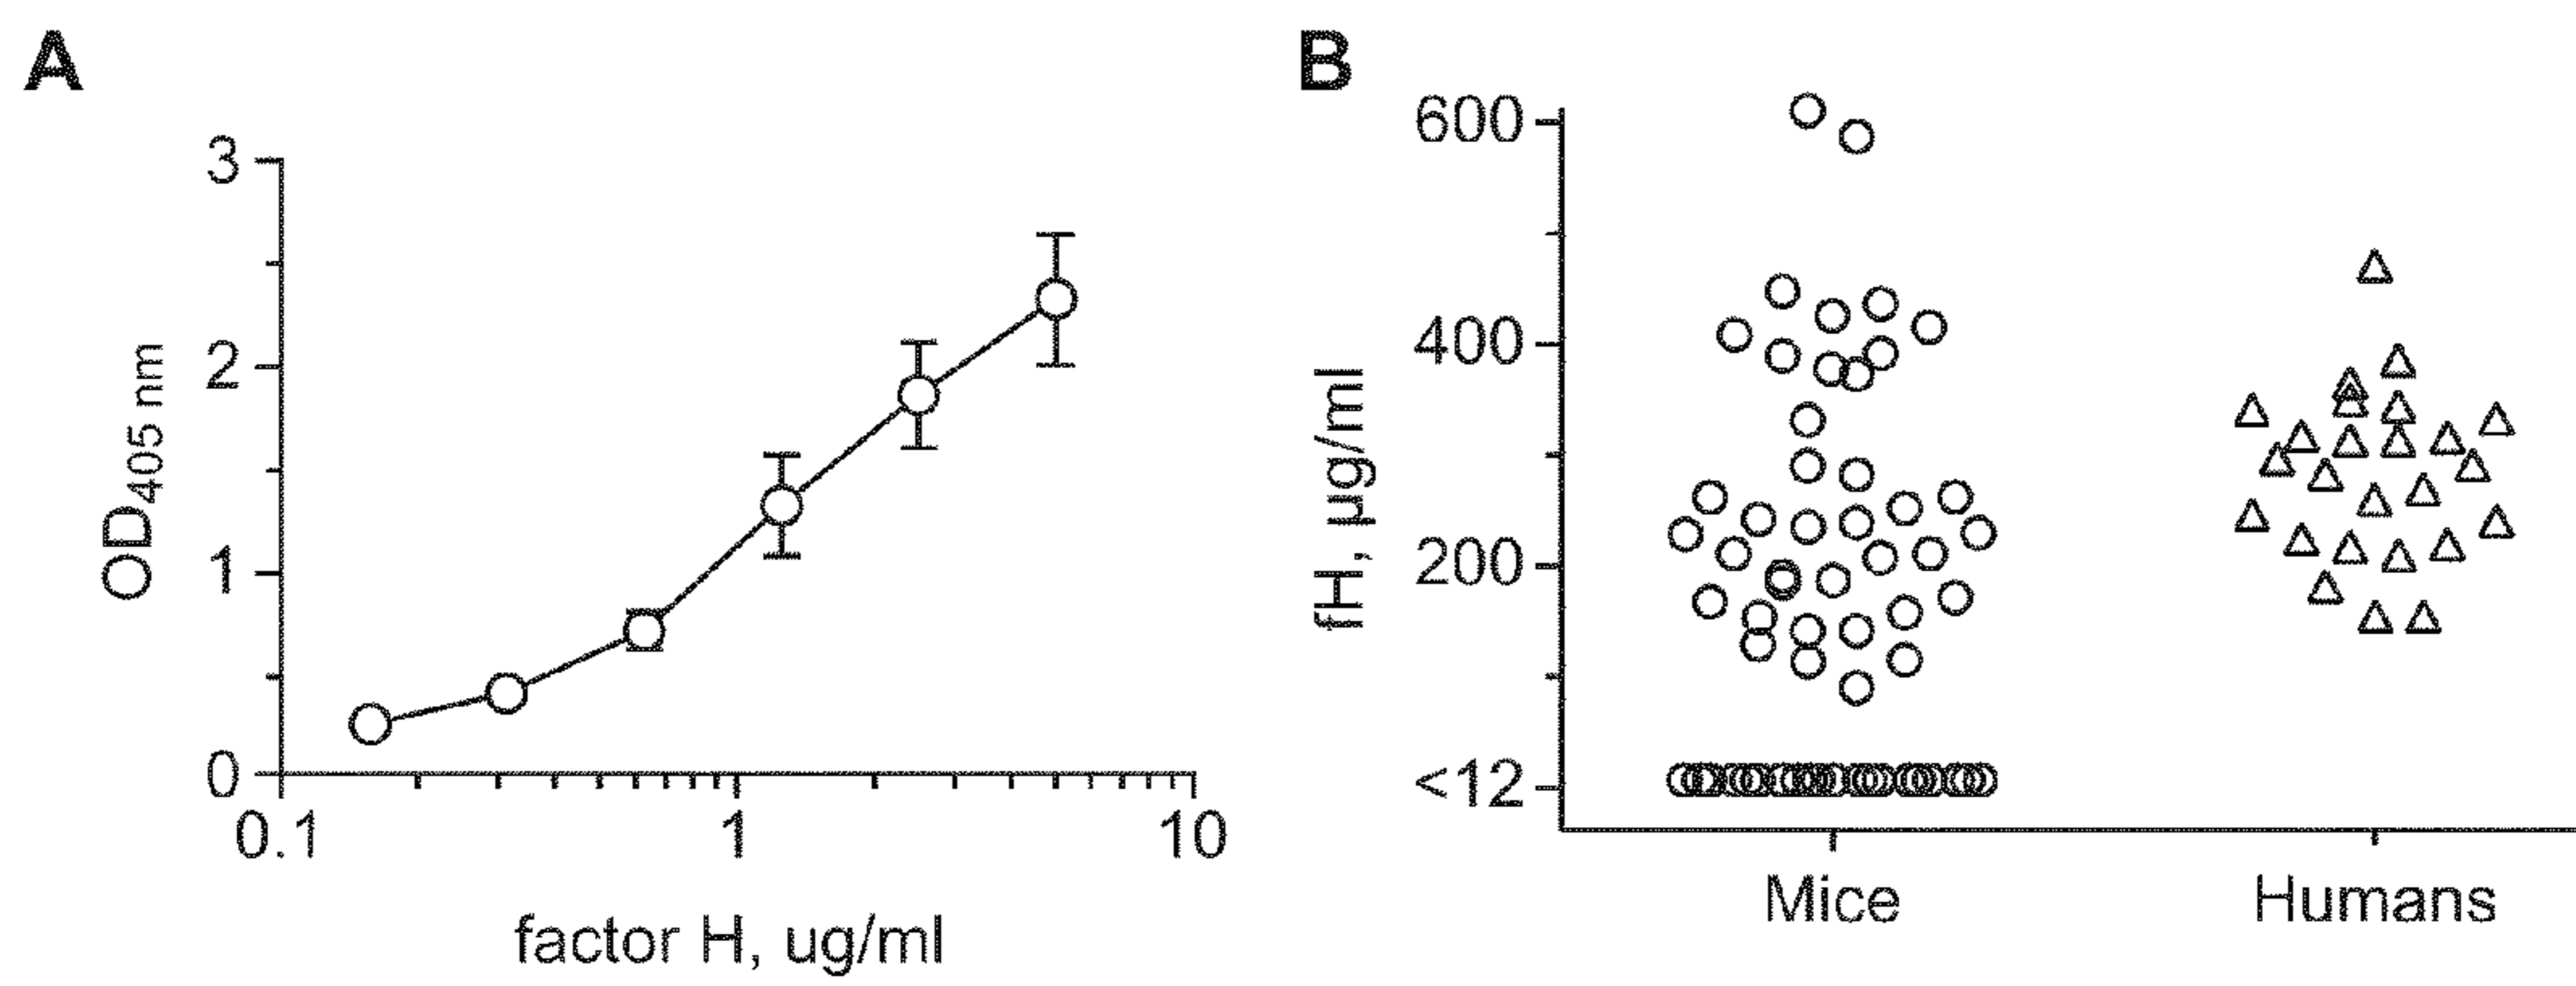 A
3
2
1
0
OD405 nm
0.1 1 10
factor H, ug/ml
B
600
400
200
<12
fH, µg/ml
Mice Humans